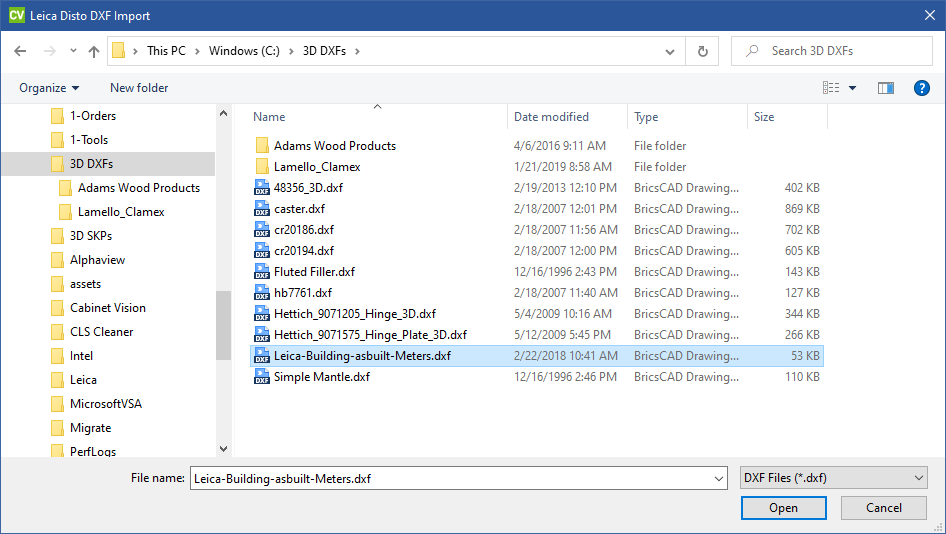 CV Leica Disto DXF Import
This PC Windows (C:) 3D DXFs
Search 3D DXFs
Organize New folder
?
1-Orders
1-Tools
3D DXFs
Adams Wood Products
Lamello_Clamex
3D SKPs
Alphaview
assets
Cabinet Vision
CLS Cleaner
Intel
Leica
MicrosoftVSA
Migrate
PerfLogs
Name Date modified Type Size
Adams Wood Products 4/6/2016 9:11 AM File folder
Lamello_Clamex 1/21/2019 8:58 AM File folder
DXF 48356_3D.dxf 2/19/2013 12:10 PM BricsCAD Drawing... 402 KB
DXF caster.dxf 2/18/2007 12:01 PM BricsCAD Drawing... 869 KB
DXF cr20186.dxf 2/18/2007 11:56 AM BricsCAD Drawing... 702 KB
DXF cr20194.dxf 2/18/2007 12:00 PM BricsCAD Drawing... 605 KB
DXF Fluted Filler.dxf 12/16/1996 2:43 PM BricsCAD Drawing... 143 KB
DXF hb7761.dxf 2/18/2007 11:40 AM BricsCAD Drawing... 127 KB
DXF Hettich_9071205_Hinge_3D.dxf 5/4/2009 10:16 AM BricsCAD Drawing... 344 KB
DXF Hettich_9071575_Hinge_Plate_3D.dxf 5/12/2009 5:45 PM BricsCAD Drawing... 266 KB
DXF Leica-Building-asbuilt-Meters.dxf 2/22/2018 10:41 AM BricsCAD Drawing... 53 KB
DXF Simple Mantle.dxf 12/16/1996 2:46 PM BricsCAD Drawing... 110 KB
File name: Leica-Building-asbuilt-Meters.dxf DXF Files (*.dxf)
Open Cancel